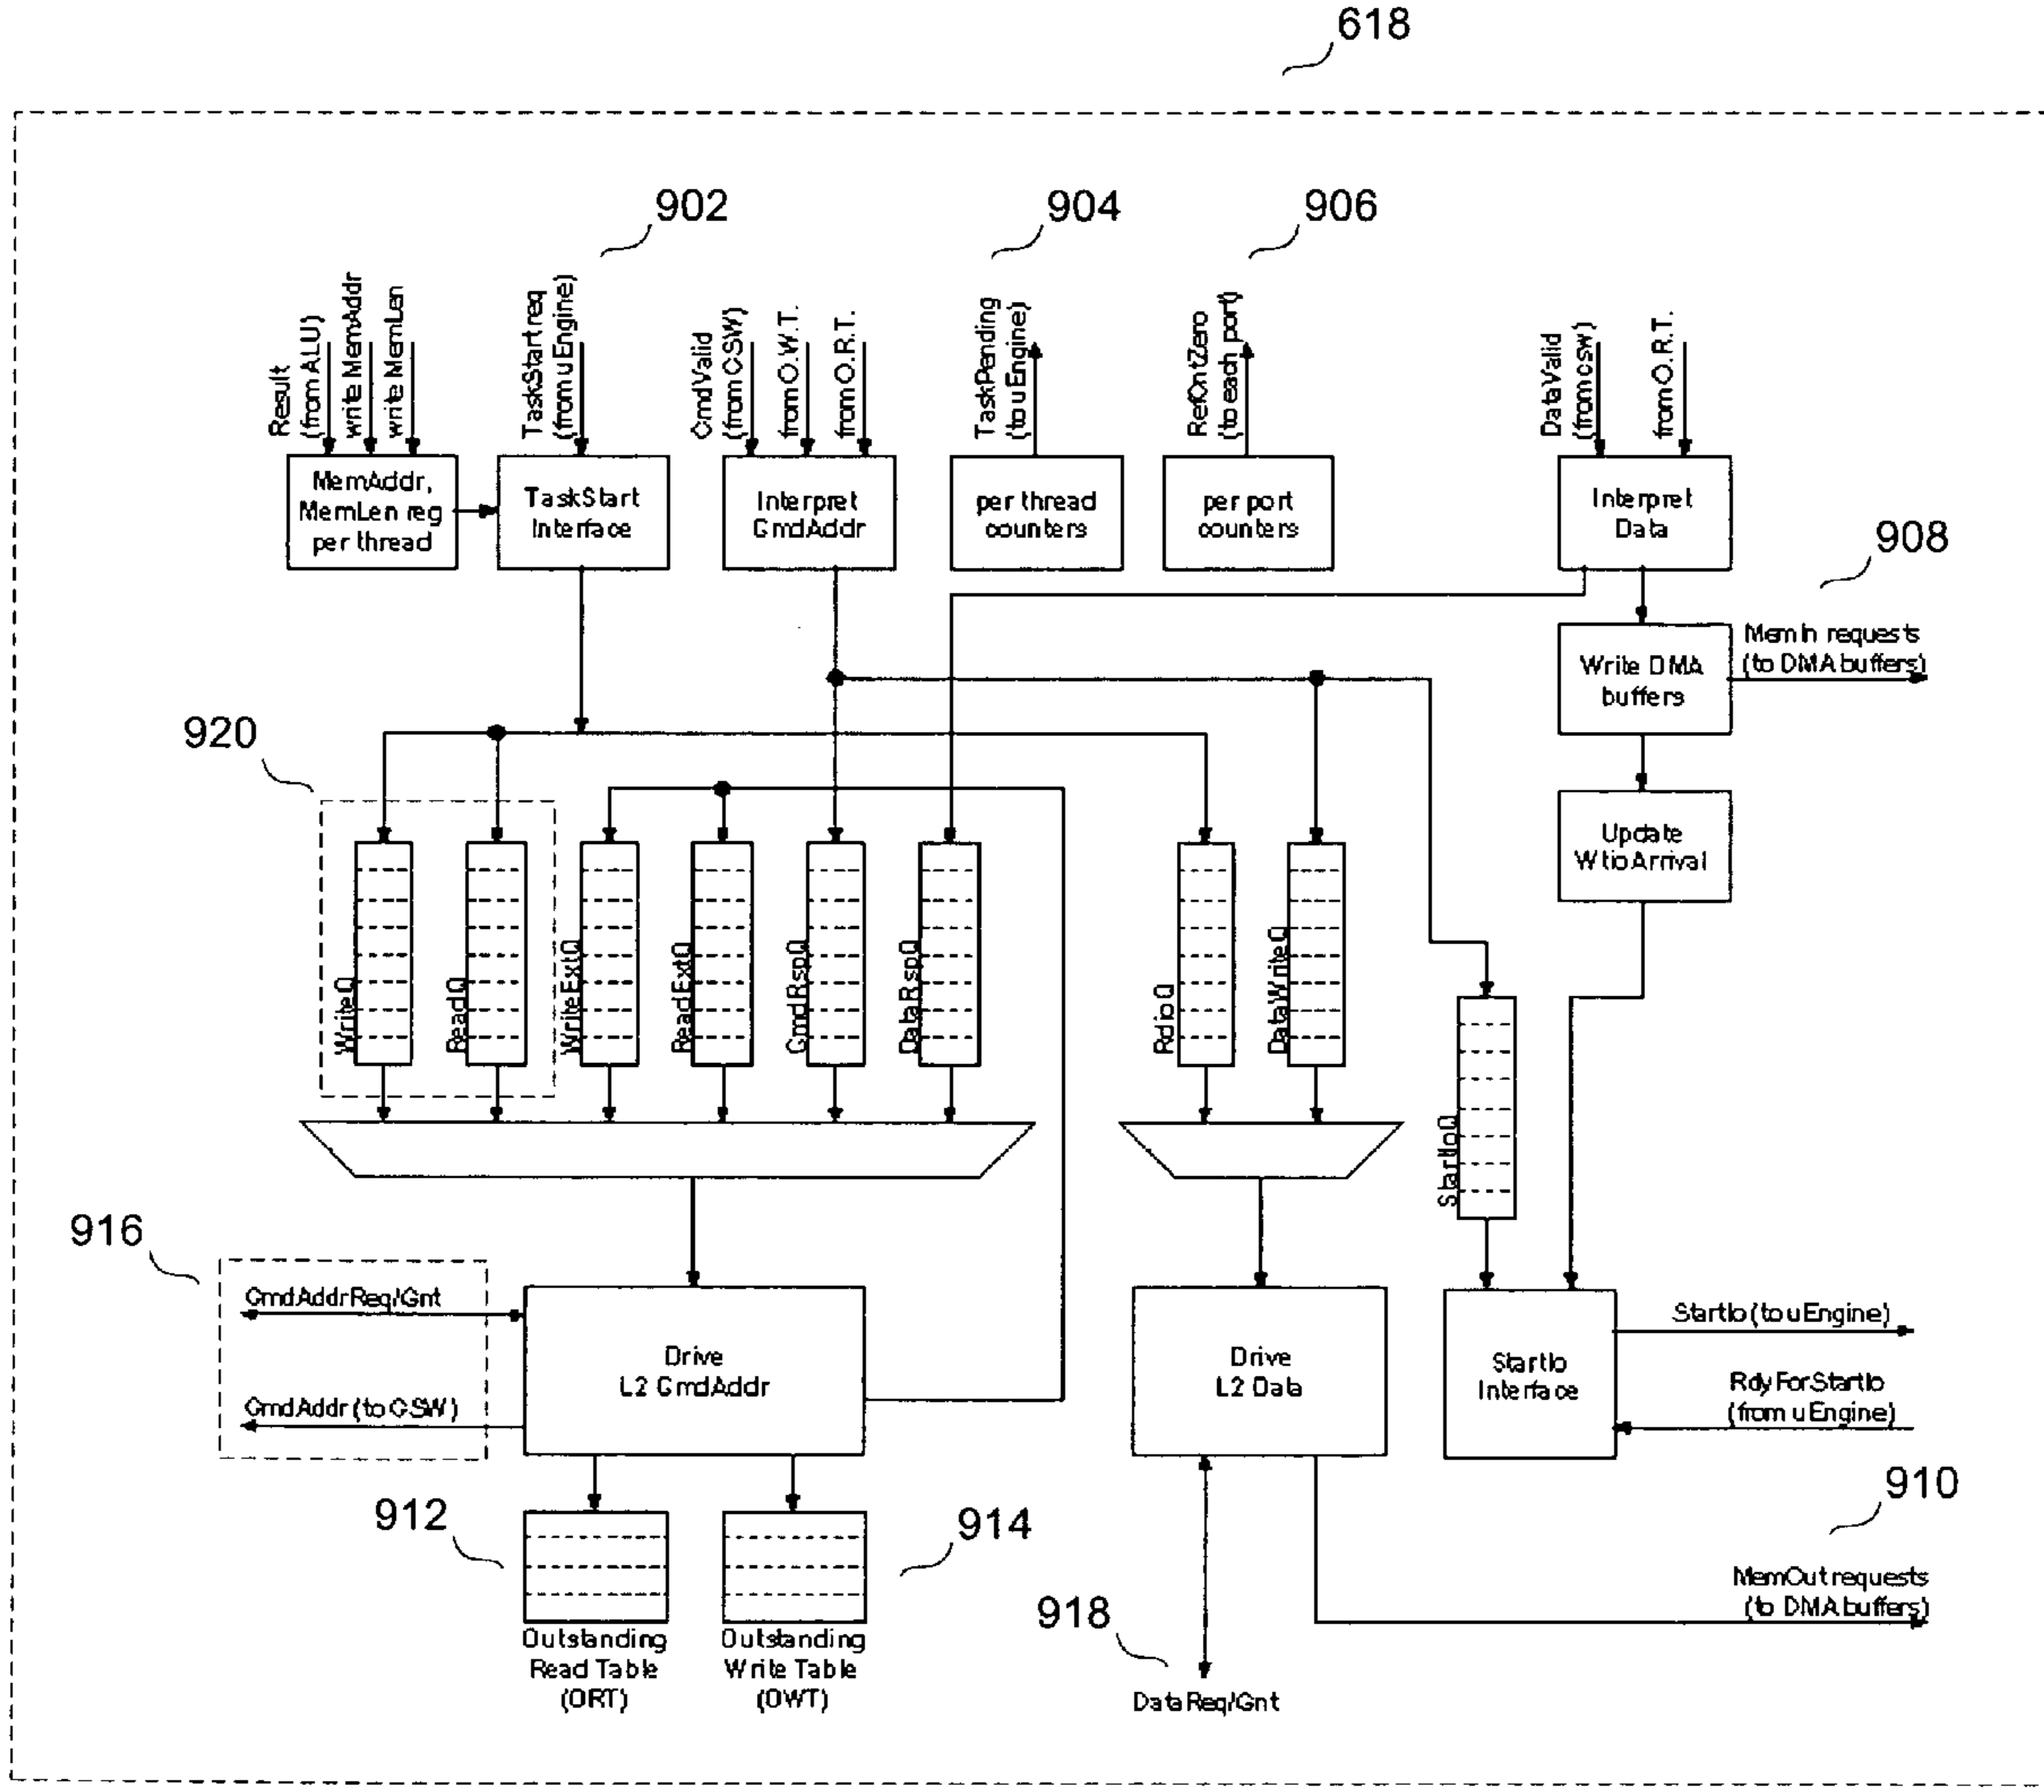 618
902
904
906
Result
(from ALU)
write MemAddr
write MemLen
TaskStart req
(from uEngine)
CmdValid
(from CSW)
from O.W.T.
from O.R.T.
TaskPending
(to uEngine)
RefCntZero
(to each port)
DataValid
(from csw)
from O.R.T.
MemAddr,
MemLen reg
per thread
TaskStart
Interface
Interpret
CmdAddr
per thread
counters
per port
counters
Interpret
Data
908
Write DMA
buffers
MemIn requests
(to DMA buffers)
920
Update
WtioArrival
WriteQ
ReadQ
WriteExtQ
ReadExtQ
CmdRspQ
DataRspQ
RdioQ
DataWriteQ
StartIoQ
916
CmdAddrReq/Gnt
CmdAddr (to CSW)
Drive
L2 CmdAddr
Drive
L2 Data
StartIo
Interface
StartIo (to uEngine)
RdyForStartIo
(from uEngine)
910
912
914
MemOut requests
(to DMA buffers)
Outstanding
Read Table
(ORT)
Outstanding
Write Table
(OWT)
918
DataReq/Gnt